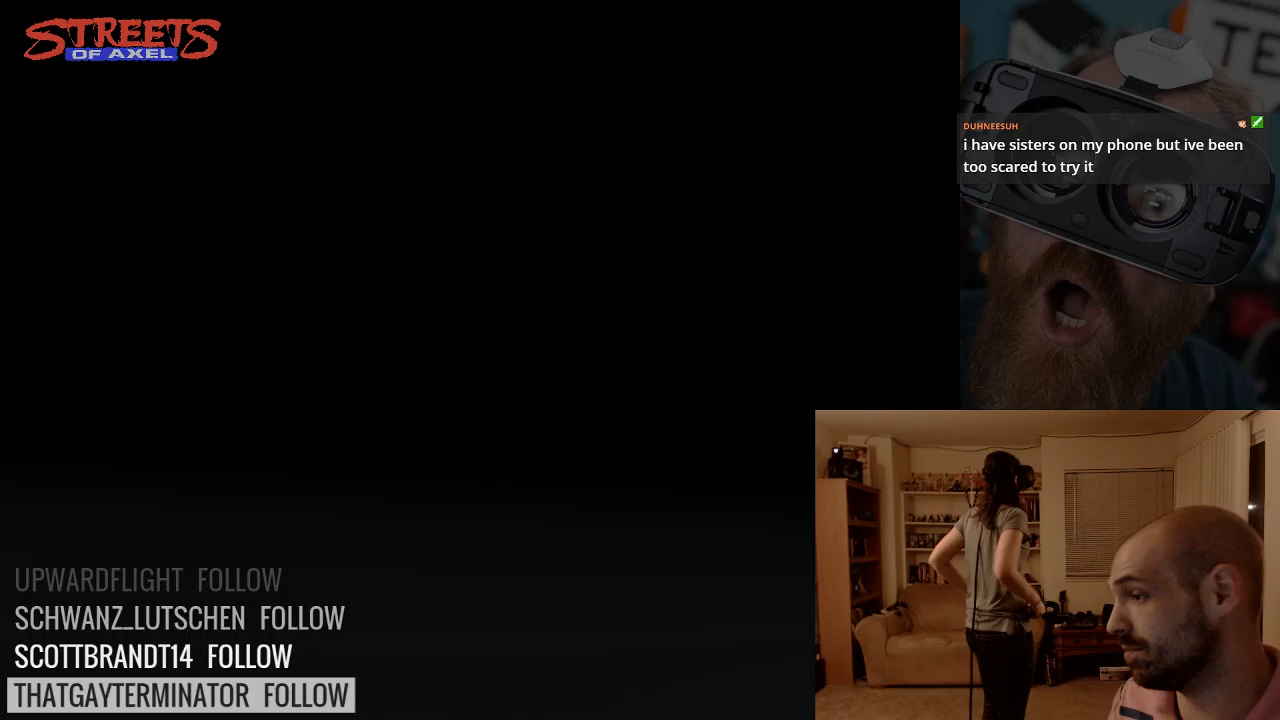 STREETS
OF AXEL
TE
DUHNEESUH
i have sisters on my phone but ive been
too scared to try it
UPWARDFLIGHT FOLLOW
SCHWANZ_LUTSCHEN FOLLOW
SCOTTBRANDT14 FOLLOW
THATGAYTERMINATOR FOLLOW